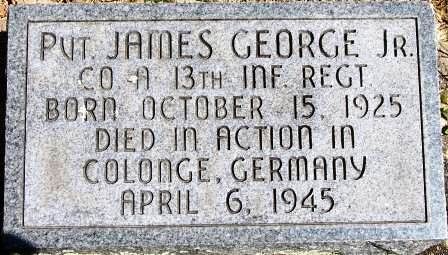 PVT. JAMES GEORGE JR.
CO A 13TH INF. REGT
BORN OCTOBER 15, 1925
DIED IN ACTION IN
COLONGE, GERMANY
APRIL 6, 1945